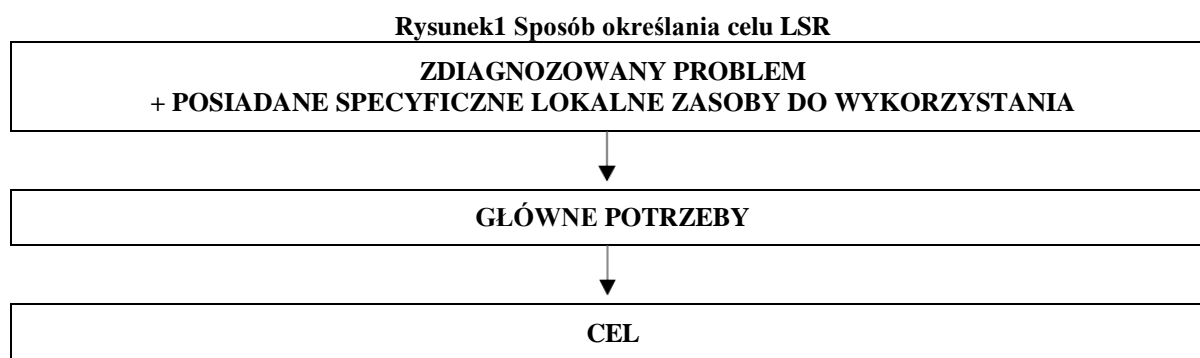 Rysunek1 Sposób określania celu LSR
ZDIAGNOZOWANY PROBLEM
+ POSIADANE SPECYFICZNE LOKALNE ZASOBY DO WYKORZYSTANIA
GŁÓWNE POTRZEBY
CEL